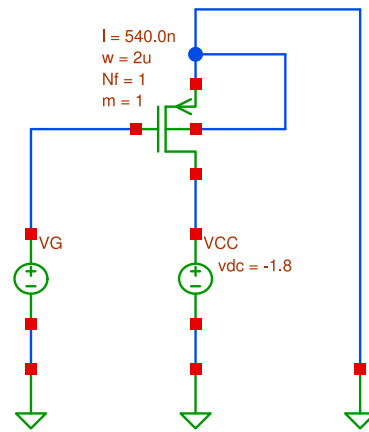 l = 540.0n
w = 2u
Nf = 1
m = 1
VG
VCC
vdc = -1.8